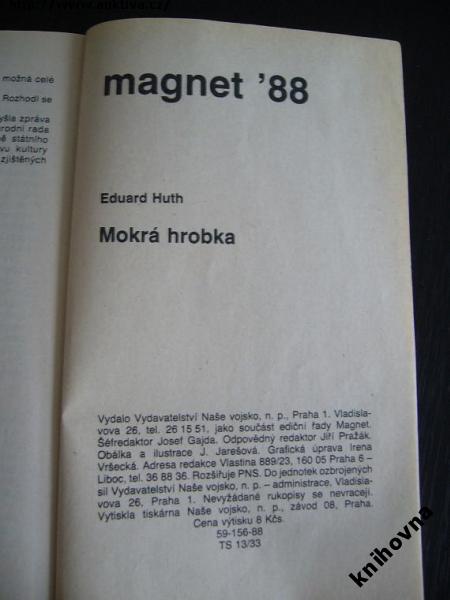 http://www.auktiva.cz/
možná celé
Rozhodl se
yšla zpráva
árodní rada
ě státního
vu kultury
zjištěných
magnet '88
Eduard Huth
Mokrá hrobka
Vydalo Vydavatelství Naše vojsko, n. p., Praha 1. Vladisla-
vova 26, tel. 26 15 51, jako součást ediční řady Magnet.
Šéfredaktor Josef Gajda. Odpovědný redaktor Jiří Pražák.
Obálka a ilustrace J. Jarešová. Grafická úprava Irena
Vršecká. Adresa redakce Vlastina 889/23, 160 05 Praha 6 –
Liboc, tel. 36 88 36. Rozšiřuje PNS. Do jednotek ozbrojených
sil Vydavatelství Naše vojsko, n. p. – administrace, Vladisla-
vova 26, Praha 1. Nevyžádané rukopisy se nevracejí.
Vytiskla tiskárna Naše vojsko, n. p., závod 08, Praha.
Cena výtisku 8 Kčs.
59-156-88
TS 13/33
knihovna